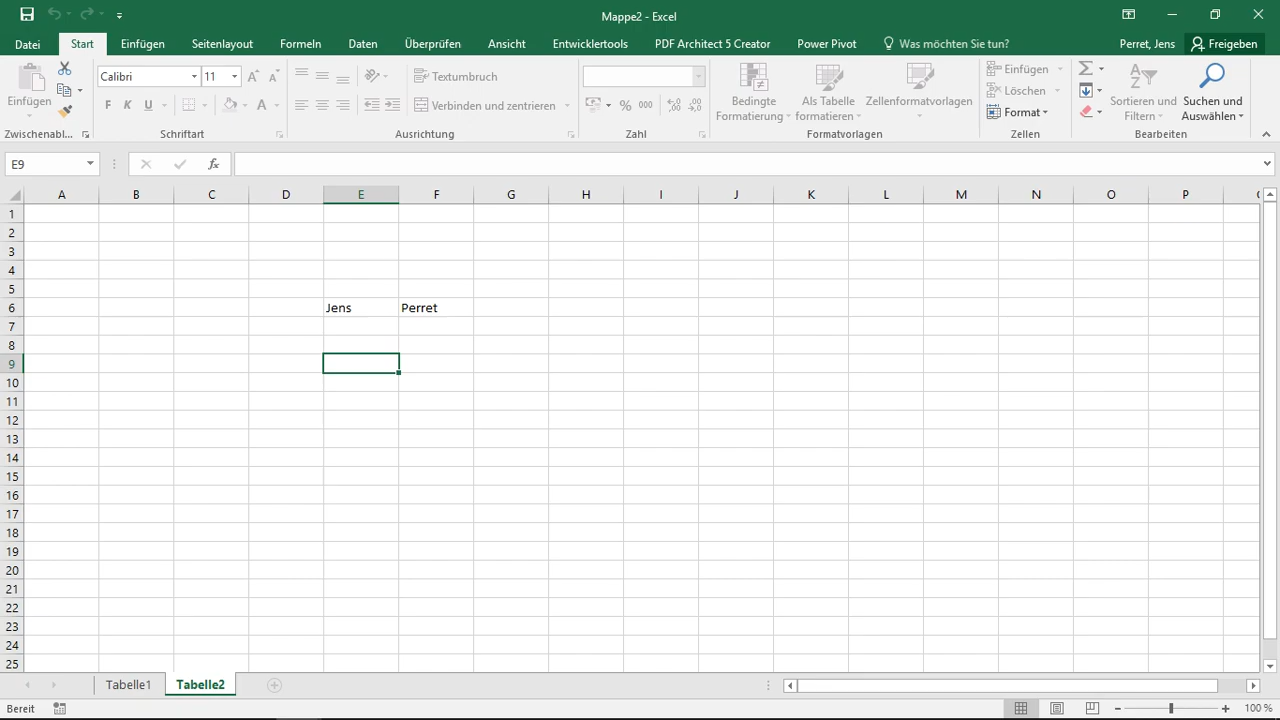 Mappe2 - Excel
Datei Start Einfügen Seitenlayout Formeln Daten Überprüfen Ansicht Entwicklertools PDF Architect 5 Creator Power Pivot Was möchten Sie tun? Perret, Jens Freigeben
Einfügen
Zwischenabl...
Calibri 11
F K U
Schriftart
Textumbruch
Verbinden und zentrieren
Ausrichtung
% 000
Zahl
Bedingte Formatierung
Als Tabelle formatieren
Zellenformatvorlagen
Formatvorlagen
Einfügen
Löschen
Format
Zellen
Sortieren und Filtern
Suchen und Auswählen
Bearbeiten
E9 fx
A B C D E F G H I J K L M N O P
1
2
3
4
5
6 Jens Perret
7
8
9
10
11
12
13
14
15
16
17
18
19
20
21
22
23
24
25
Tabelle1 Tabelle2
Bereit 100 %